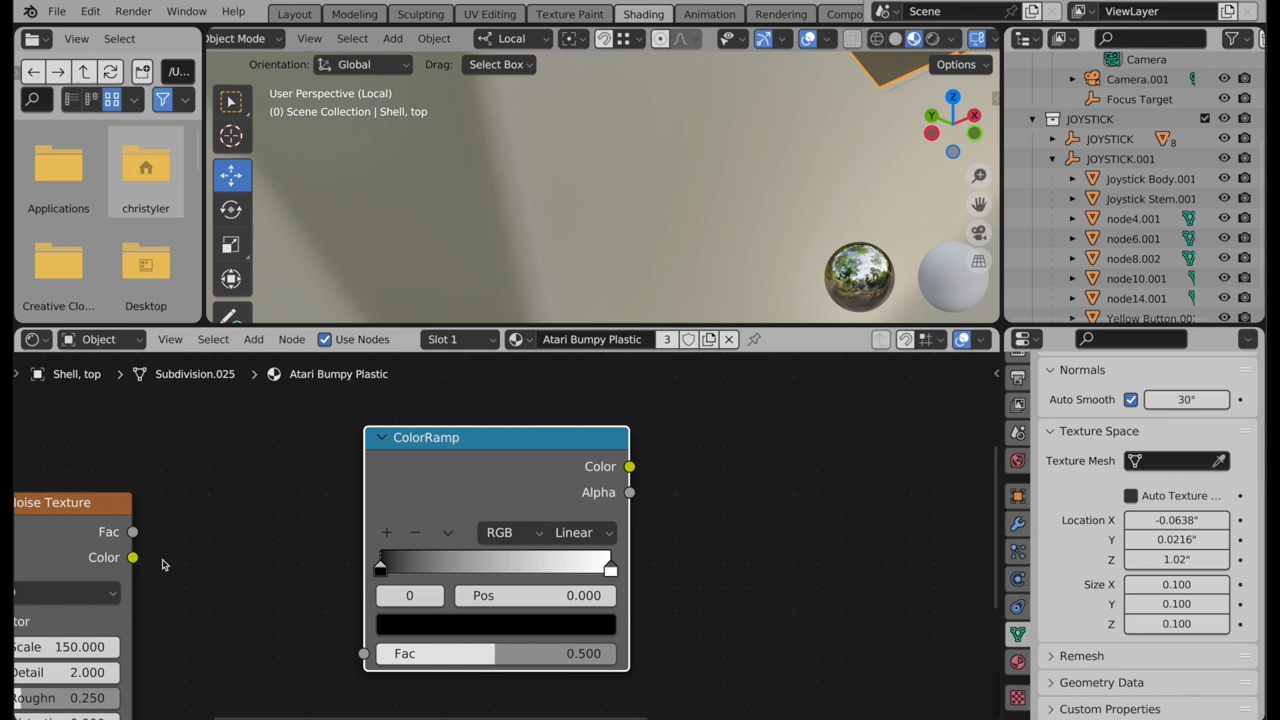 File Edit Render Window Help Layout Modeling Sculpting UV Editing Texture Paint Shading Animation Rendering Compo Scene ViewLayer
View Select
bject Mode View Select Add Object Local
/U...
Orientation: Global Drag: Select Box Options
User Perspective (Local)
(0) Scene Collection | Shell, top
Applications christyler
Creative Clo... Desktop
Z
Y X
Camera
Camera.001
Focus Target
JOYSTICK
JOYSTICK 8
JOYSTICK.001
Joystick Body.001
Joystick Stem.001
node4.001
node6.001
node8.002
node10.001
node14.001
Yellow Button.00
Object View Select Add Node Use Nodes Slot 1 Atari Bumpy Plastic 3
Shell, top > Subdivision.025 > Atari Bumpy Plastic
ColorRamp
Color
Alpha
RGB Linear
0 Pos 0.000
Fac 0.500
oise Texture
Fac
Color
tor
cale 150.000
Detail 2.000
Roughn 0.250
Normals
Auto Smooth 30°
Texture Space
Texture Mesh
Auto Texture ...
Location X -0.0638"
Y 0.0216"
Z 1.02"
Size X 0.100
Y 0.100
Z 0.100
Remesh
Geometry Data
Custom Properties